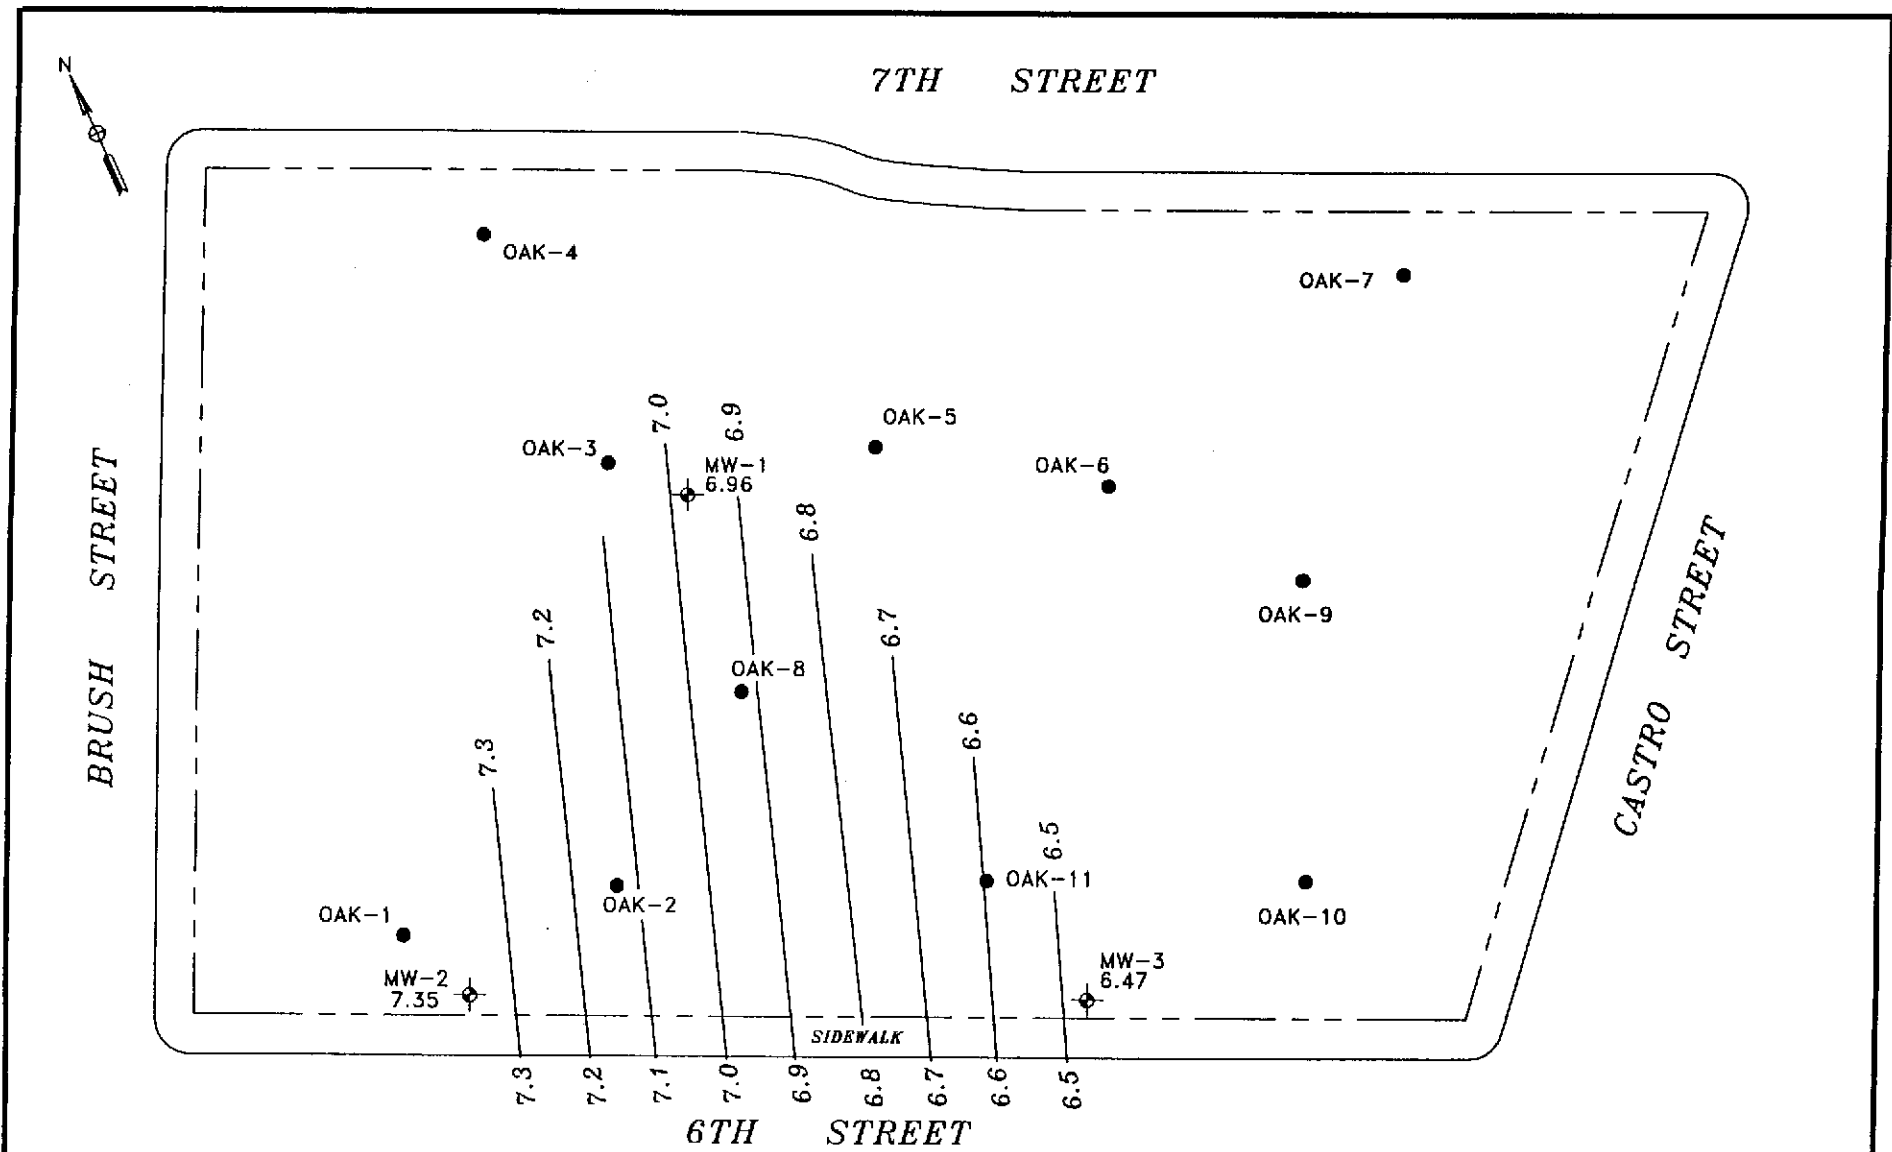 N
7TH STREET
OAK-4
OAK-7
7.0
6.9
OAK-5
OAK-3
MW-1
6.96
OAK-6
BRUSH STREET
6.8
CASTRO STREET
OAK-9
7.2
6.7
OAK-8
7.3
6.6
6.5
OAK-11
OAK-2
OAK-1
OAK-10
MW-2
7.35
MW-3
6.47
SIDEWALK
7.3 7.2 7.1 7.0 6.9 6.8 6.7 6.6 6.5
6TH STREET